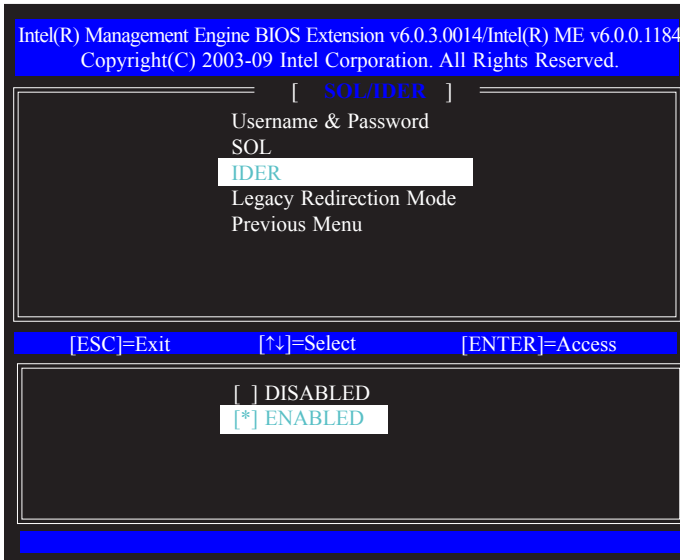 Intel(R) Management Engine BIOS Extension v6.0.3.0014/Intel(R) ME v6.0.0.1184
Copyright(C) 2003-09 Intel Corporation. All Rights Reserved.
[ SOL/IDER ]
Username & Password
SOL
IDER
Legacy Redirection Mode
Previous Menu
[ESC]=Exit [↑↓]=Select [ENTER]=Access
[ ] DISABLED
[*] ENABLED